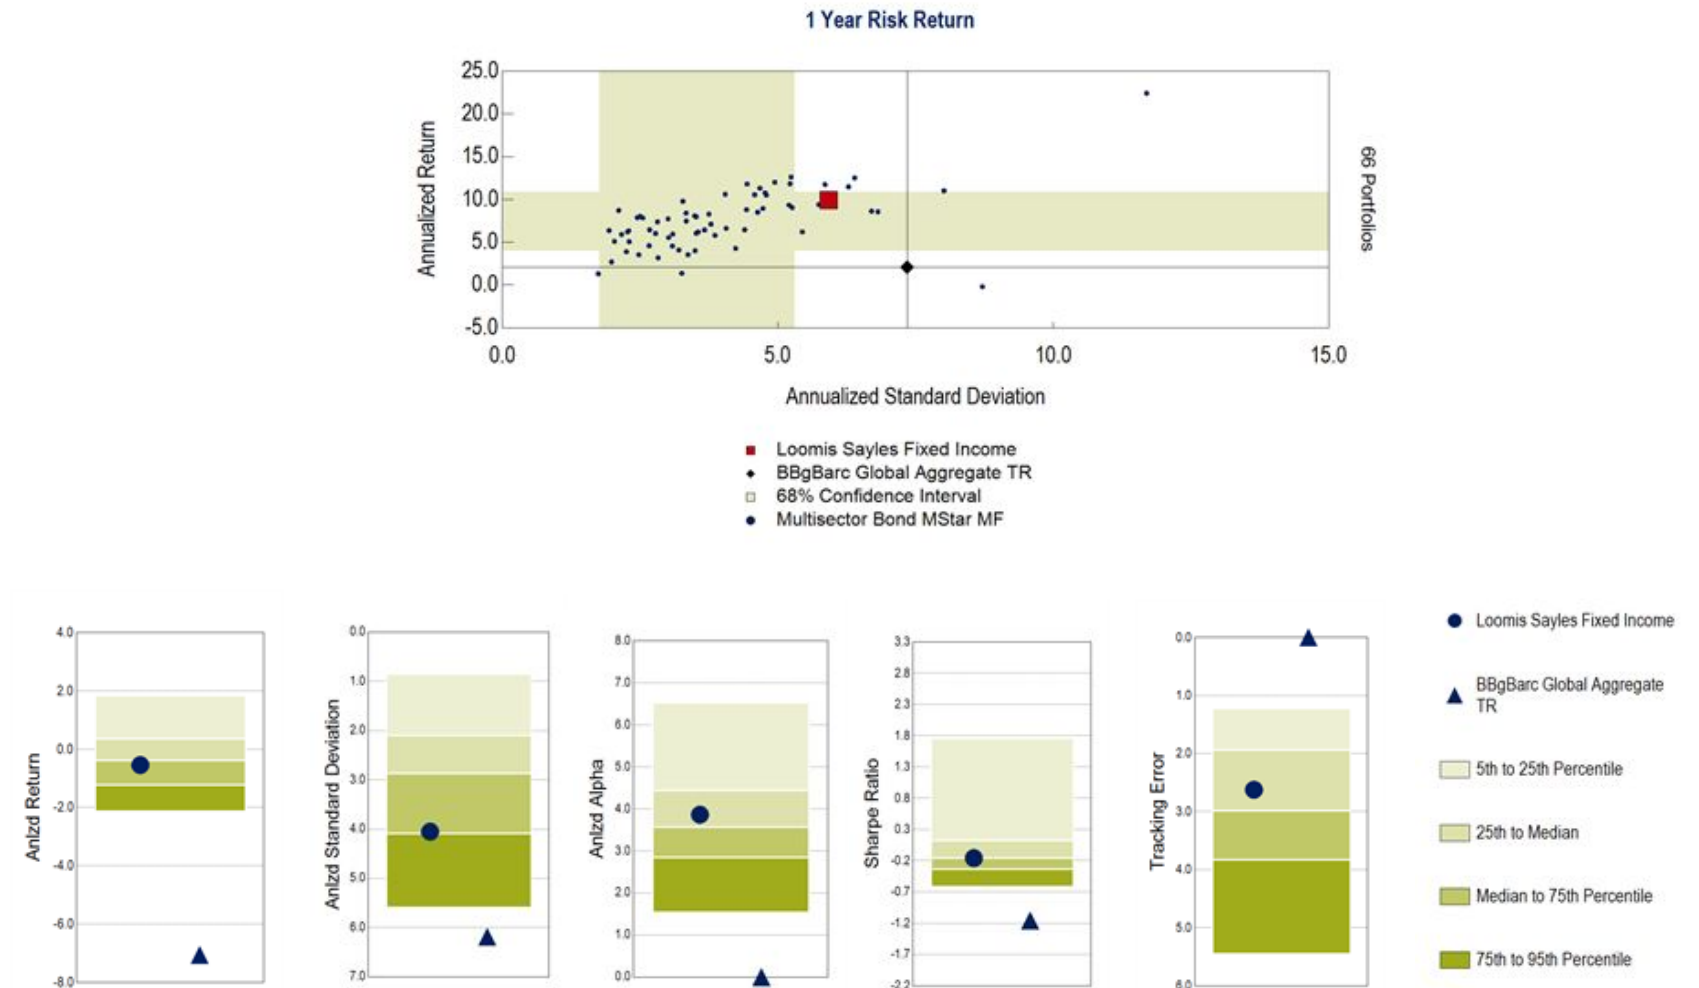 1 Year Risk Return
25.0
20.0
15.0
10.0
5.0
0.0
-5.0
Annualized Return
66 Portfolios
0.0 5.0 10.0 15.0
Annualized Standard Deviation
Loomis Sayles Fixed Income
BBgBarc Global Aggregate TR
68% Confidence Interval
Multisector Bond MStar MF
Anlzd Return
4.0
2.0
0.0
-2.0
-4.0
-6.0
-8.0
Anlzd Standard Deviation
0.0
1.0
2.0
3.0
4.0
5.0
6.0
7.0
Anlzd Alpha
8.0
7.0
6.0
5.0
4.0
3.0
2.0
1.0
0.0
Sharpe Ratio
3.3
2.8
2.3
1.8
1.3
0.8
0.3
-0.2
-0.7
-1.2
-1.7
-2.2
Tracking Error
0.0
1.0
2.0
3.0
4.0
5.0
6.0
Loomis Sayles Fixed Income
BBgBarc Global Aggregate
TR
5th to 25th Percentile
25th to Median
Median to 75th Percentile
75th to 95th Percentile